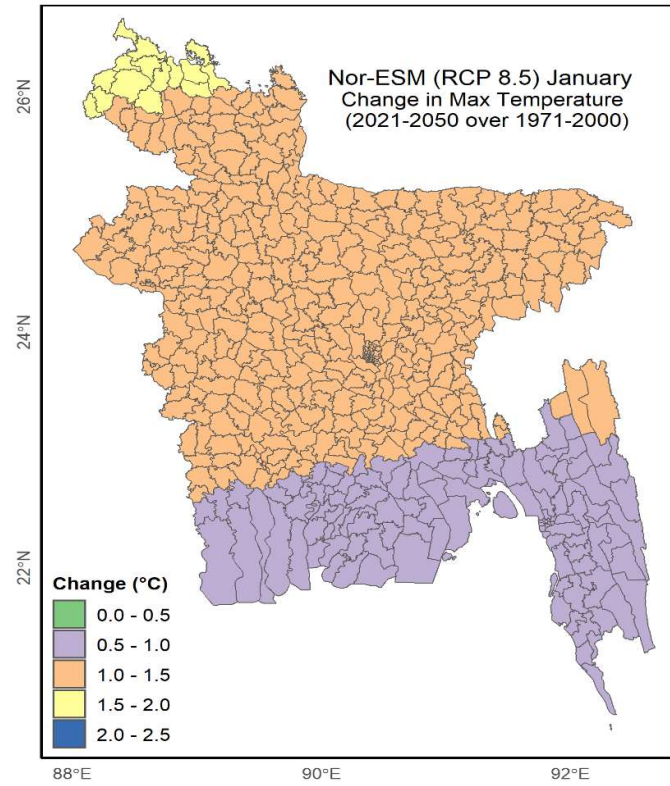 Nor-ESM (RCP 8.5) January
Change in Max Temperature
(2021-2050 over 1971-2000)
26°N
24°N
22°N
Change (°C)
0.0 - 0.5
0.5 - 1.0
1.0 - 1.5
1.5 - 2.0
2.0 - 2.5
88°E
90°E
92°E